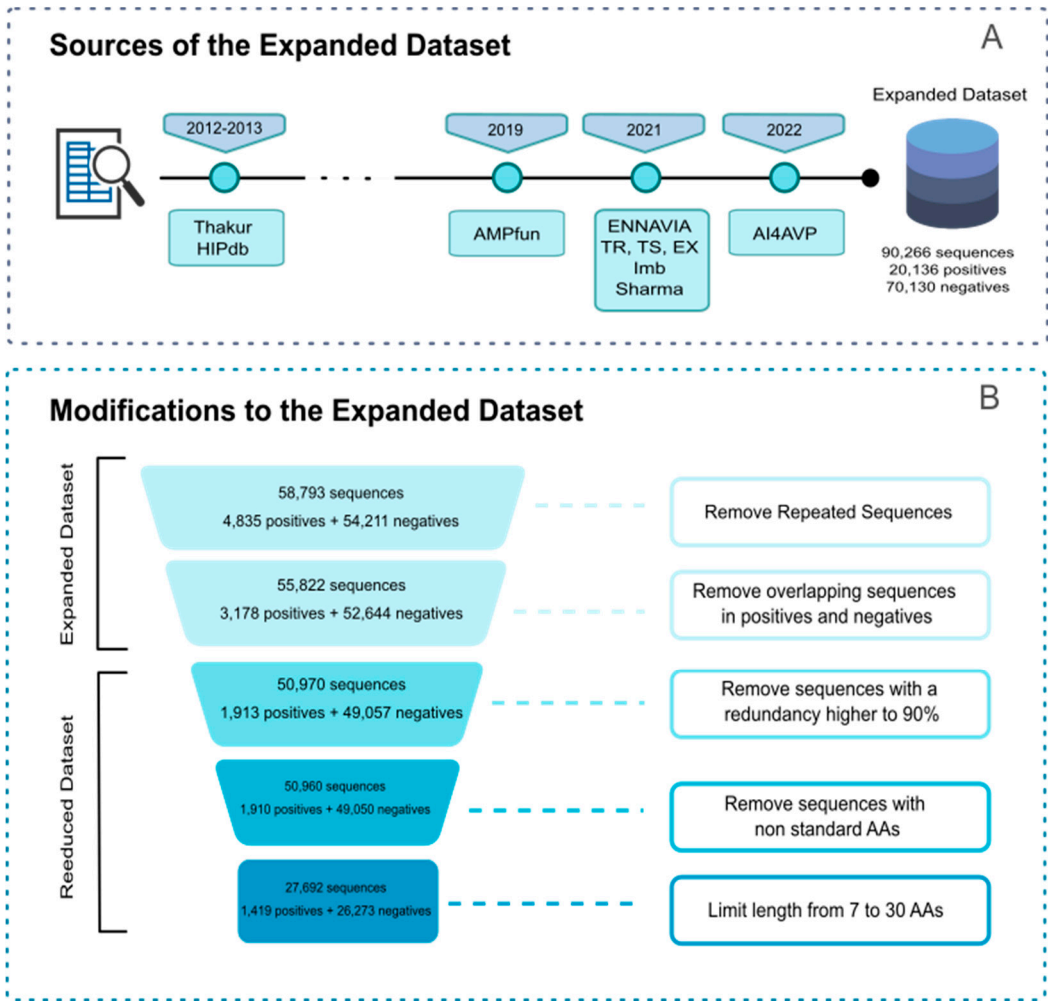 Sources of the Expanded Dataset
A
2012-2013
2019
2021
2022
Expanded Dataset
Thakur
HIPdb
AMPfun
ENNAVIA
TR, TS, EX
Imb
Sharma
AI4AVP
90,266 sequences
20,136 positives
70,130 negatives
Modifications to the Expanded Dataset
B
Expanded Dataset
58,793 sequences
4,835 positives + 54,211 negatives
Remove Repeated Sequences
55,822 sequences
3,178 positives + 52,644 negatives
Remove overlapping sequences
in positives and negatives
Reeduced Dataset
50,970 sequences
1,913 positives + 49,057 negatives
Remove sequences with a
redundancy higher to 90%
50,960 sequences
1,910 positives + 49,050 negatives
Remove sequences with
non standard AAs
27,692 sequences
1,419 positives + 26,273 negatives
Limit length from 7 to 30 AAs